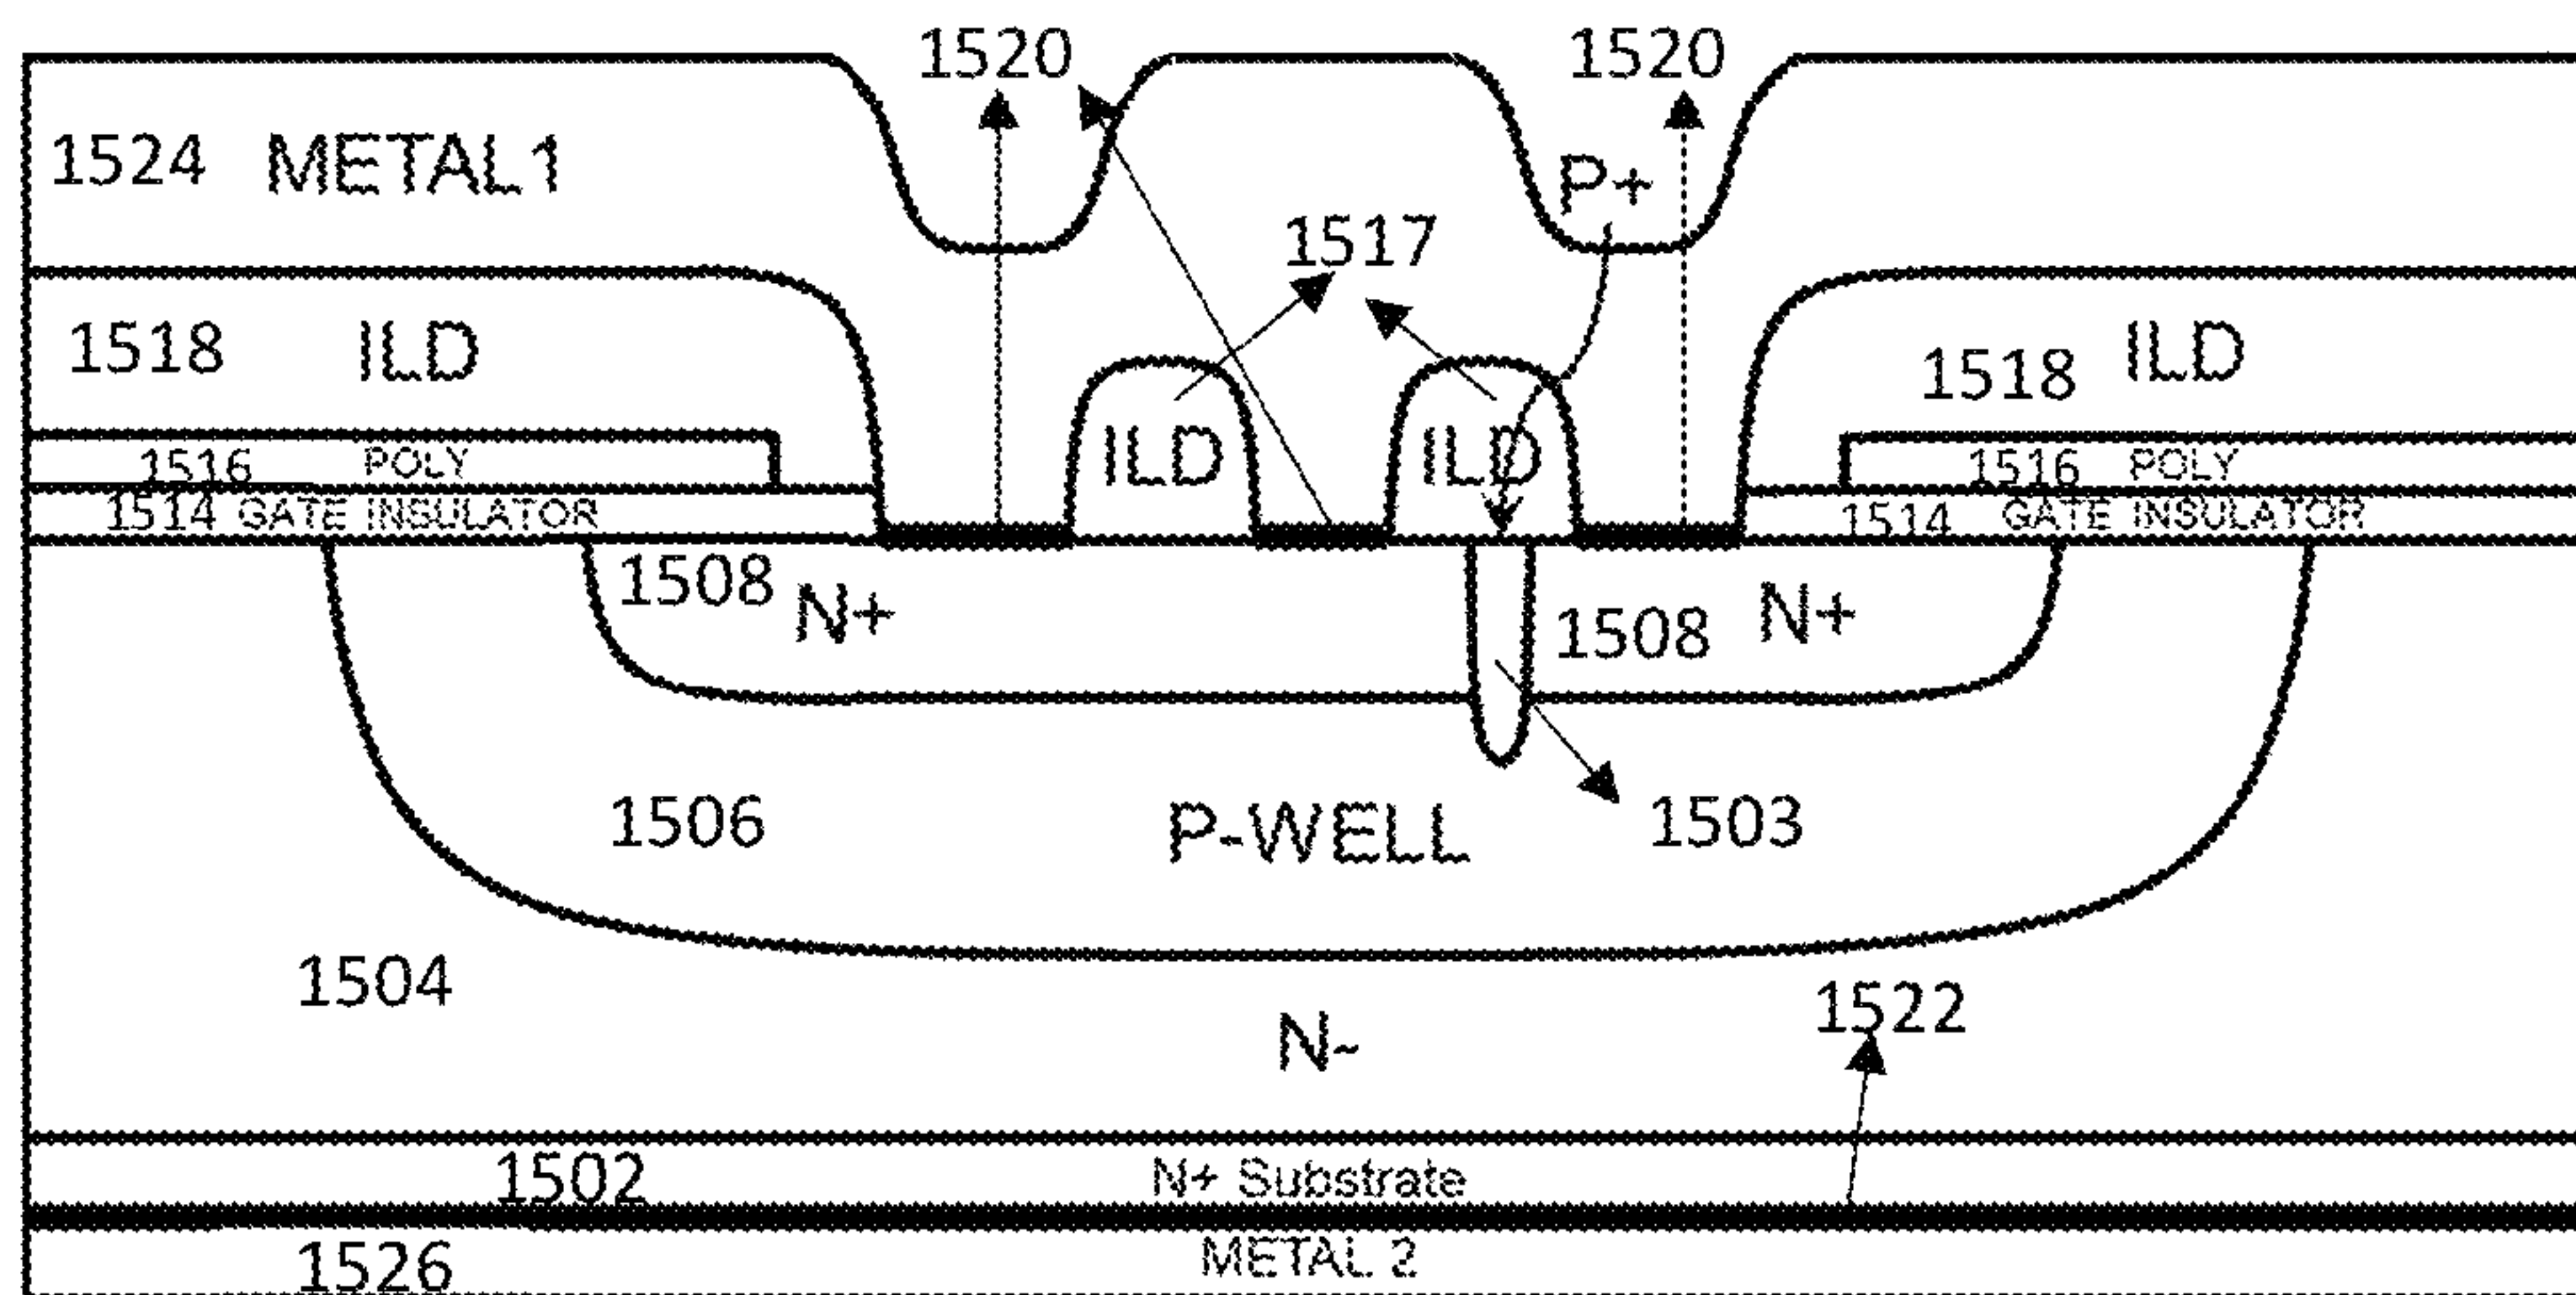 1520 1520
1524 METAL1
P+
1517
1518 ILD
1518 ILD
ILD ILD
1516 POLY
1516 POLY
1514 GATE INSULATOR
1514 GATE INSULATOR
1508 N+
1508 N+
1506 P-WELL 1503
1504
1522
N-
1502 N+ Substrate
1526 METAL 2